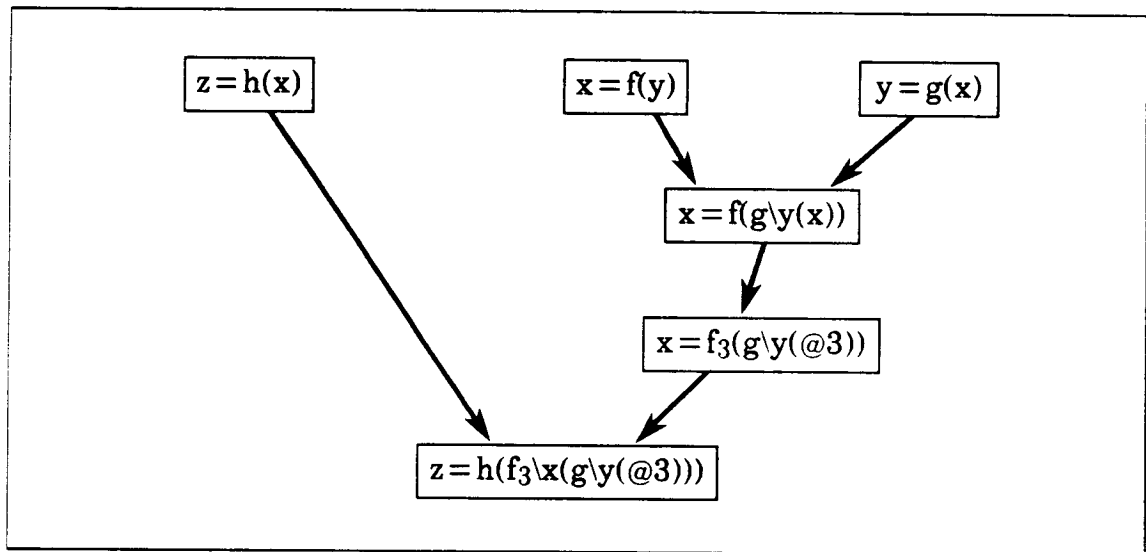 z = h(x)
x = f(y)
y = g(x)
x = f(g\y(x))
x = f₃(g\y(@3))
z = h(f₃\x(g\y(@3)))